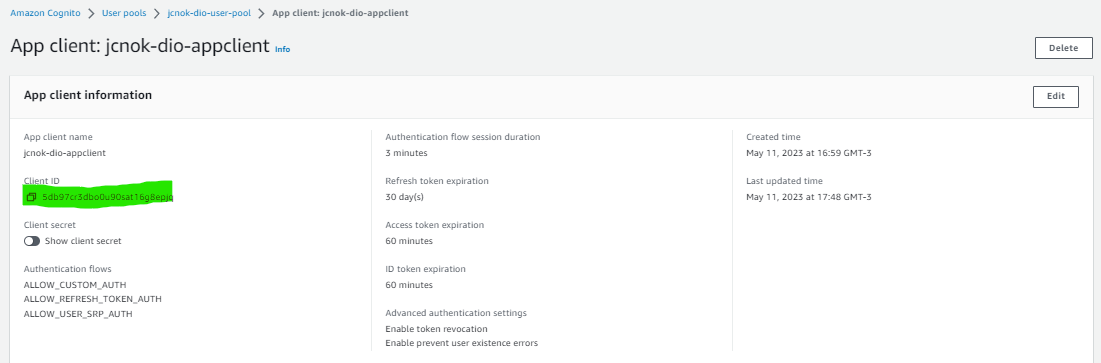 Amazon Cognito > User pools > jcnok-dio-user-pool > App client: jcnok-dio-appclient
App client: jcnok-dio-appclient Info
Delete
App client information
Edit
App client name
jcnok-dio-appclient
Client ID
5db97cr3dbo0u90sat16g8epjq
Client secret
Show client secret
Authentication flows
ALLOW_CUSTOM_AUTH
ALLOW_REFRESH_TOKEN_AUTH
ALLOW_USER_SRP_AUTH
Authentication flow session duration
3 minutes
Refresh token expiration
30 day(s)
Access token expiration
60 minutes
ID token expiration
60 minutes
Advanced authentication settings
Enable token revocation
Enable prevent user existence errors
Created time
May 11, 2023 at 16:59 GMT-3
Last updated time
May 11, 2023 at 17:48 GMT-3